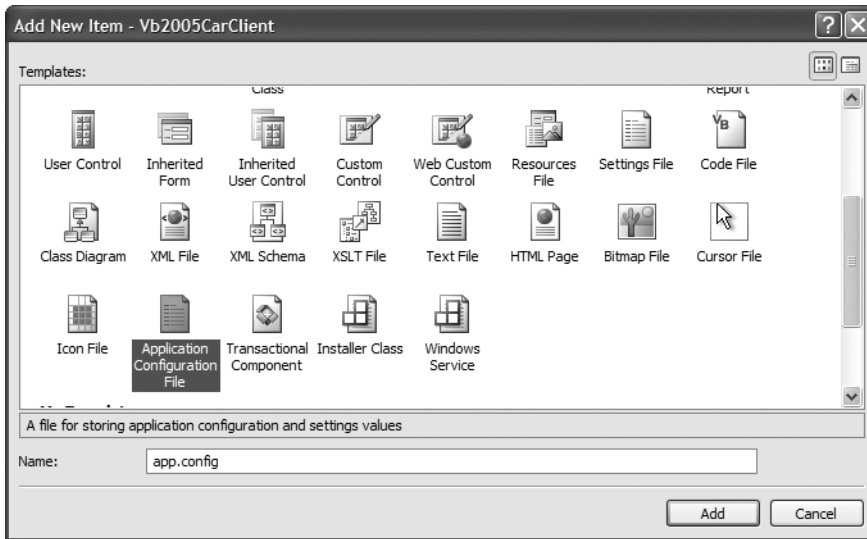 Add New Item - Vb2005CarClient
Templates:
Class
Report
User Control
Inherited
Form
Inherited
User Control
Custom
Control
Web Custom
Control
Resources
File
Settings File
Code File
Class Diagram
XML File
XML Schema
XSLT File
Text File
HTML Page
Bitmap File
Cursor File
Icon File
Application
Configuration
File
Transactional
Component
Installer Class
Windows
Service
A file for storing application configuration and settings values
Name:
app.config
Add
Cancel